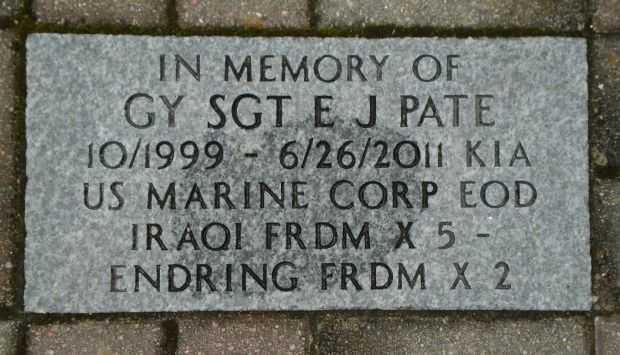 IN MEMORY OF
GY SGT E J PATE
10/1999 - 6/26/2011 KIA
US MARINE CORP EOD
IRAQI FRDM X 5 -
ENDRING FRDM X 2